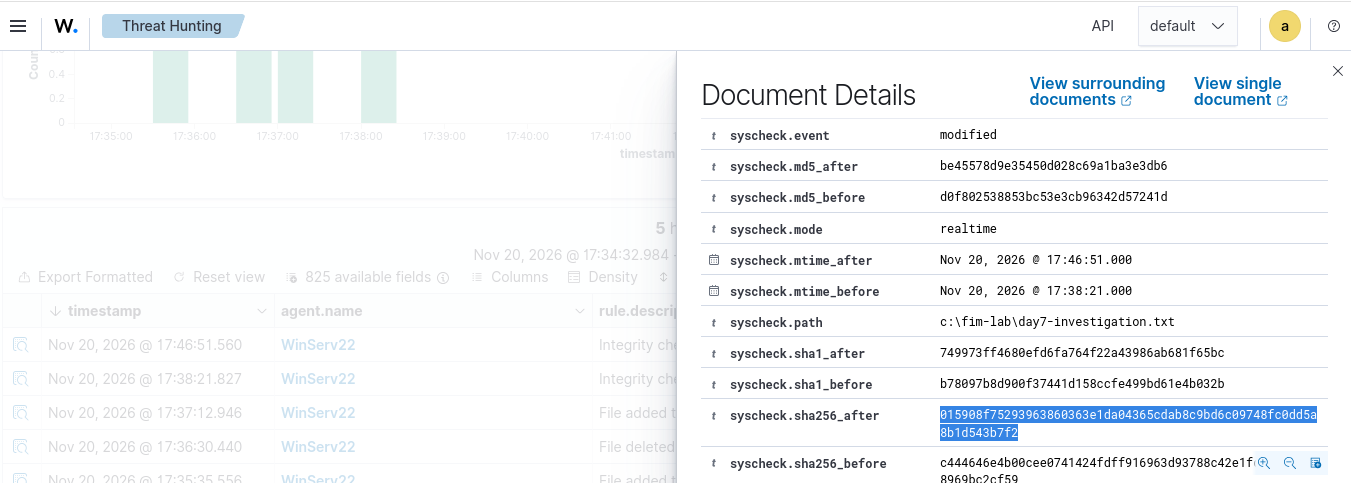 W. Threat Hunting API default a
Document Details
View surrounding documents
View single document
0.4
0.2
0
17:35:00 17:36:00 17:37:00 17:38:00 17:39:00 17:40:00 17:41:00
Nov 20, 2026 @ 17:34:32.984 -
Export Formatted Reset view 825 available fields Columns Density
timestamp agent.name
Nov 20, 2026 @ 17:46:51.560 WinServ22 Integrity
Nov 20, 2026 @ 17:38:21.827 WinServ22 Integrity
Nov 20, 2026 @ 17:37:12.946 WinServ22 File added
Nov 20, 2026 @ 17:36:30.440 WinServ22 File deleted
Nov 20, 2026 @ 17:35:35.556 WinServ22 File added
t syscheck.event modified
t syscheck.md5_after be45578d9e35450d028c69a1ba3e3db6
t syscheck.md5_before d0f802538853bc53e3cb96342d57241d
t syscheck.mode realtime
syscheck.mtime_after Nov 20, 2026 @ 17:46:51.000
syscheck.mtime_before Nov 20, 2026 @ 17:38:21.000
t syscheck.path c:\fim-lab\day7-investigation.txt
t syscheck.sha1_after 749973ff4680efd6fa764f22a43986ab681f65bc
t syscheck.sha1_before b78097b8d900f37441d158ccfe499bd61e4b032b
t syscheck.sha256_after 015908f75293963860363e1da04365cdab8c9bd6c09748fc0dd5a
8b1d543b7f2
t syscheck.sha256_before c444646e4b00cee0741424fdff916963d93788c42e1f
8969bc2cf59